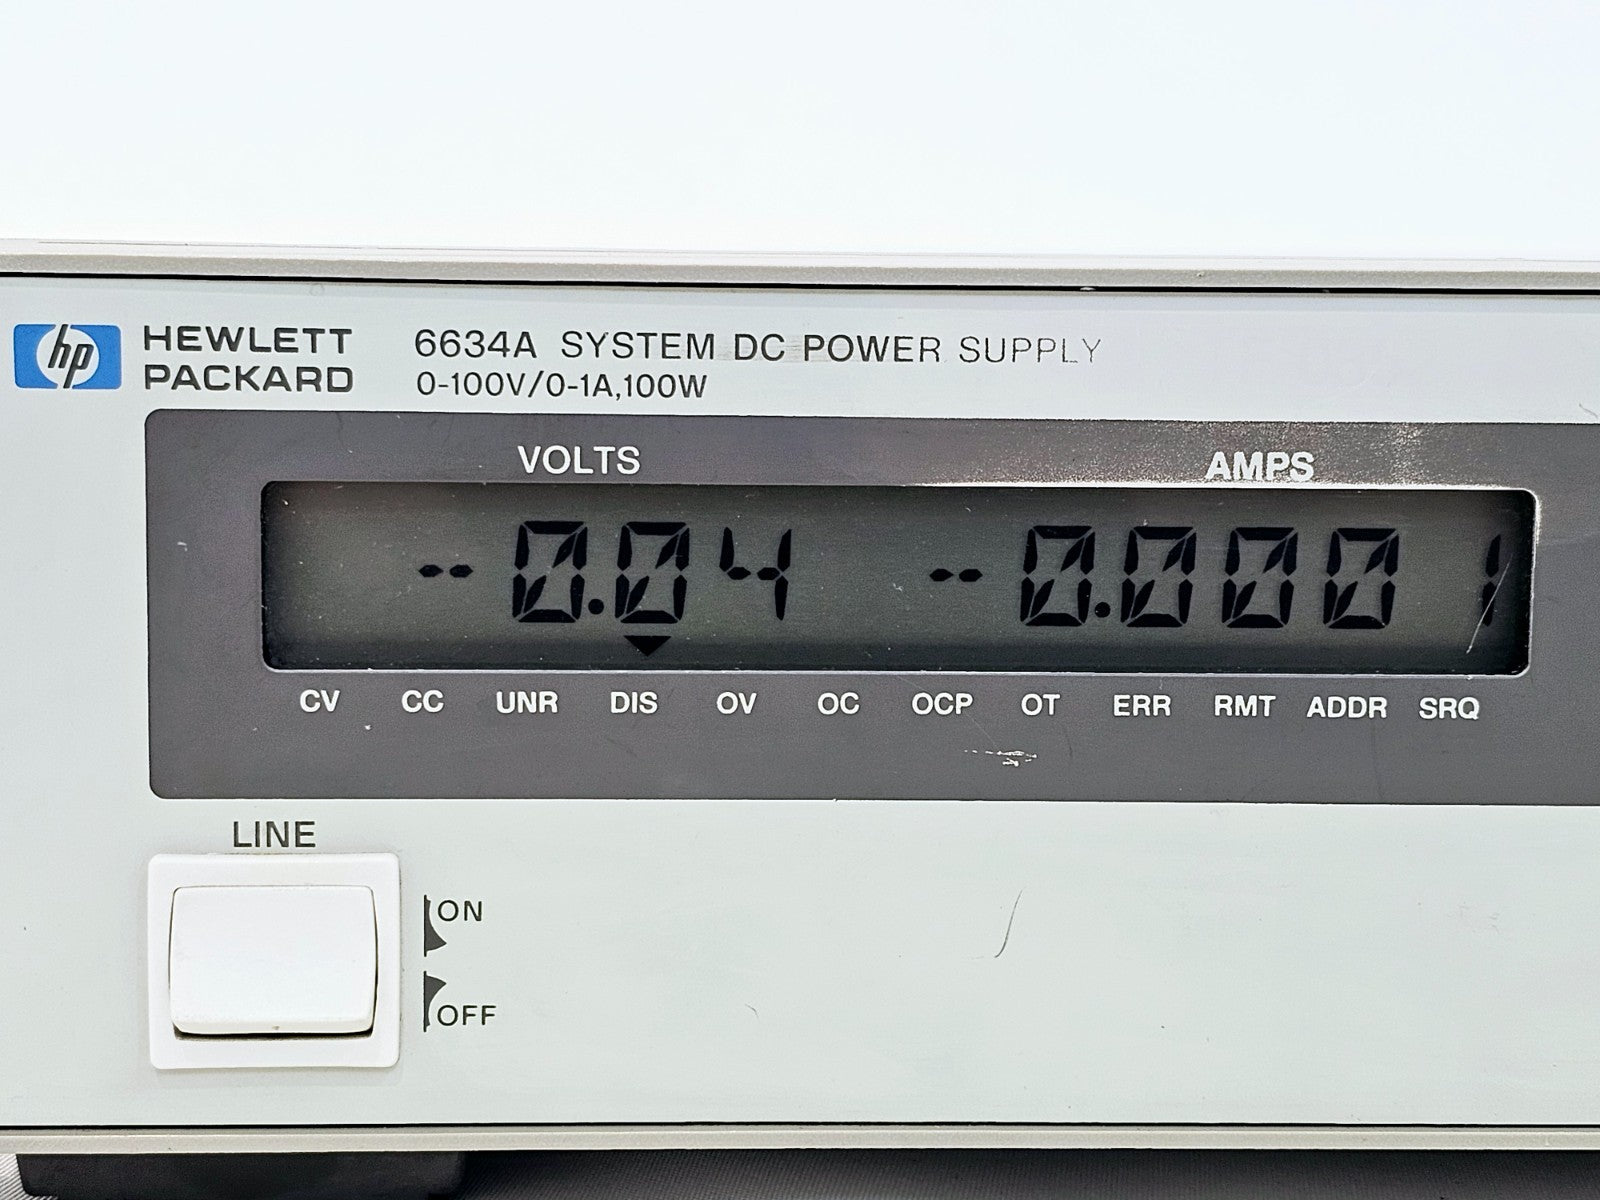 hp HEWLETT PACKARD
6634A SYSTEM DC POWER SUPPLY
0-100V/0-1A,100W
VOLTS AMPS
-0.04 -0.0001
CV CC UNR DIS OV OC OCP OT ERR RMT ADDR SRQ
LINE
ON
OFF